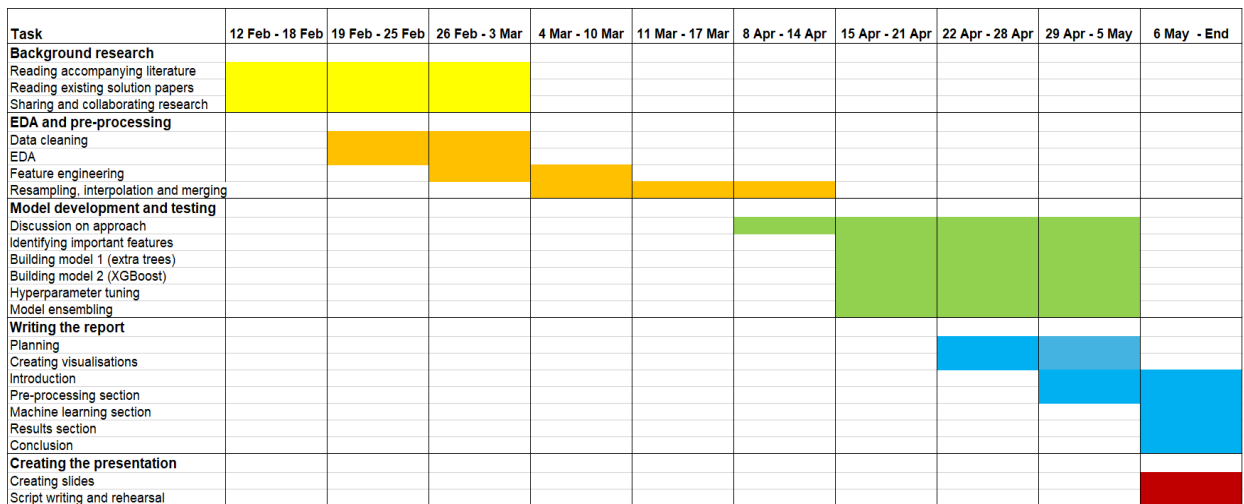 Task 12 Feb - 18 Feb 19 Feb - 25 Feb 26 Feb - 3 Mar 4 Mar - 10 Mar 11 Mar - 17 Mar 8 Apr - 14 Apr 15 Apr - 21 Apr 22 Apr - 28 Apr 29 Apr - 5 May 6 May - End
Background research
Reading accompanying literature
Reading existing solution papers
Sharing and collaborating research
EDA and pre-processing
Data cleaning
EDA
Feature engineering
Resampling, interpolation and merging
Model development and testing
Discussion on approach
Identifying important features
Building model 1 (extra trees)
Building model 2 (XGBoost)
Hyperparameter tuning
Model ensembling
Writing the report
Planning
Creating visualisations
Introduction
Pre-processing section
Machine learning section
Results section
Conclusion
Creating the presentation
Creating slides
Script writing and rehearsal